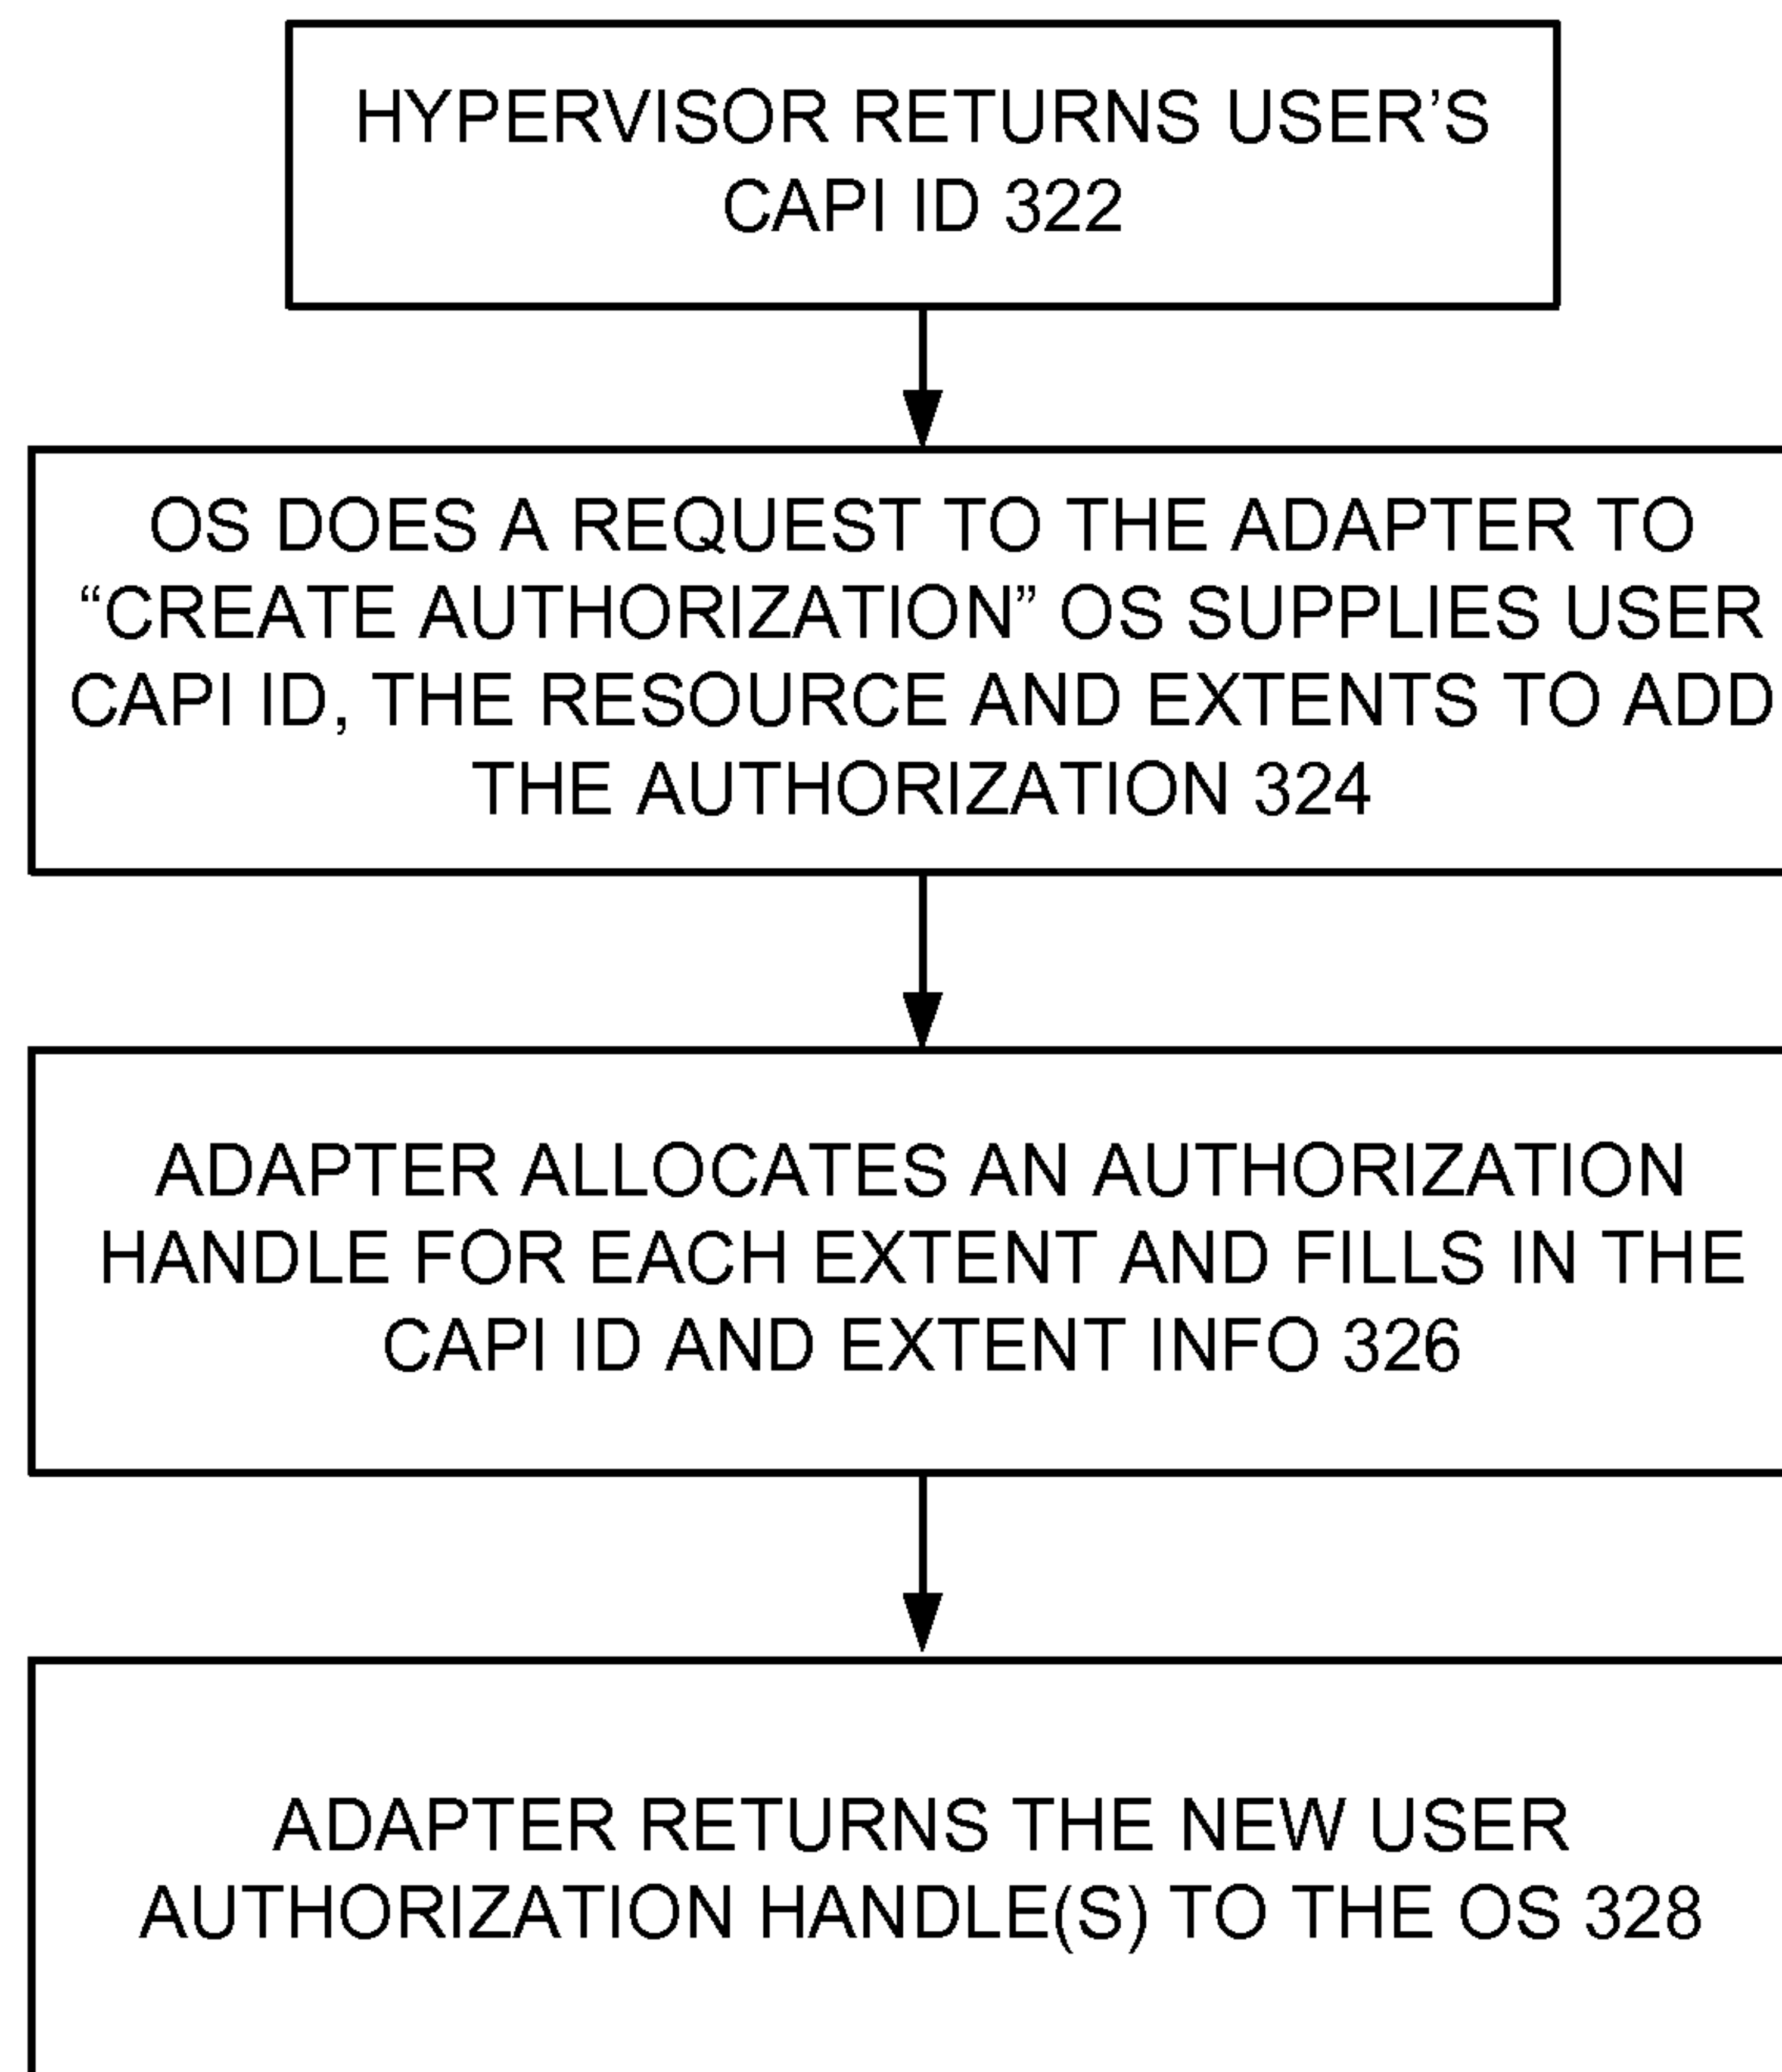 HYPERVISOR RETURNS USER’S
CAPI ID 322
OS DOES A REQUEST TO THE ADAPTER TO
“CREATE AUTHORIZATION” OS SUPPLIES USER
CAPI ID, THE RESOURCE AND EXTENTS TO ADD
THE AUTHORIZATION 324
ADAPTER ALLOCATES AN AUTHORIZATION
HANDLE FOR EACH EXTENT AND FILLS IN THE
CAPI ID AND EXTENT INFO 326
ADAPTER RETURNS THE NEW USER
AUTHORIZATION HANDLE(S) TO THE OS 328